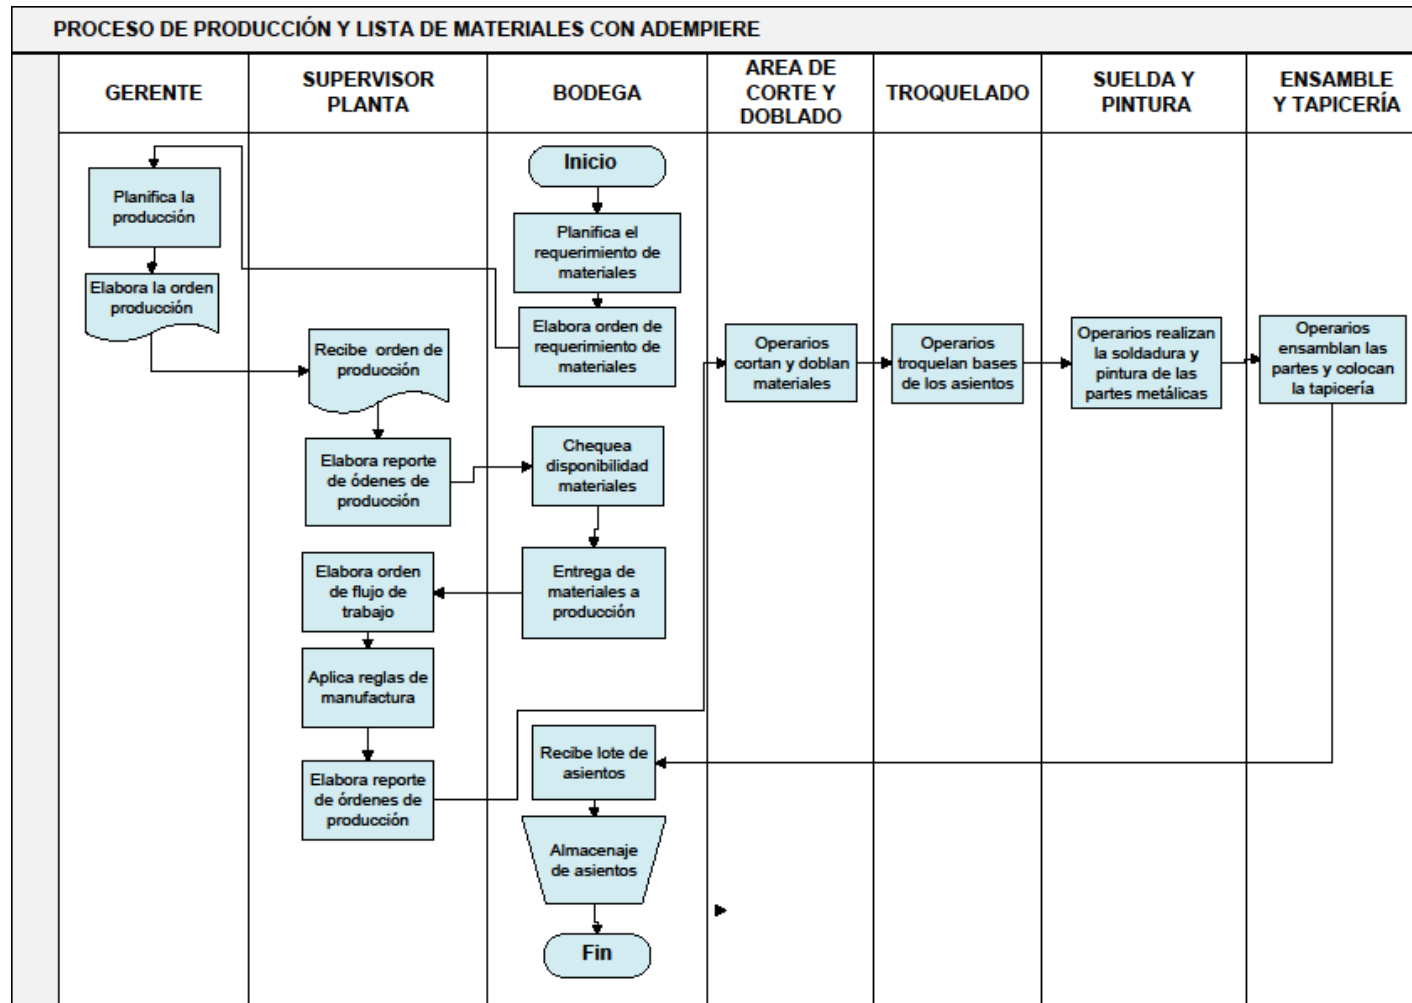 PROCESO DE PRODUCCIÓN Y LISTA DE MATERIALES CON ADEMPIERE
GERENTE
SUPERVISOR
PLANTA
BODEGA
AREA DE
CORTE Y
DOBLADO
TROQUELADO
SUELDA Y
PINTURA
ENSAMBLE
Y TAPICERÍA
Inicio
Planifica el
requerimiento de
materiales
Elabora orden de
requerimiento de
materiales
Planifica la
producción
Elabora la orden
producción
Recibe orden de
producción
Elabora reporte
de ódenes de
producción
Chequea
disponibilidad
materiales
Entrega de
materiales a
producción
Elabora orden
de flujo de
trabajo
Aplica reglas de
manufactura
Elabora reporte
de órdenes de
producción
Operarios
cortan y doblan
materiales
Operarios
troquelan bases
de los asientos
Operarios realizan
la soldadura y
pintura de las
partes metálicas
Operarios
ensamblan las
partes y colocan
la tapicería
Recibe lote de
asientos
Almacenaje
de asientos
Fin